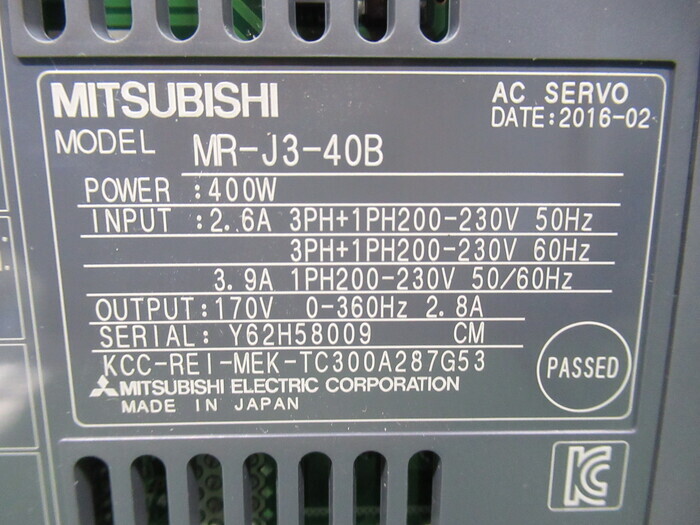 MITSUBISHI AC SERVO
DATE:2016-02
MODEL MR-J3-40B
POWER :400W
INPUT :2.6A 3PH+1PH200-230V 50Hz
3PH+1PH200-230V 60Hz
3.9A 1PH200-230V 50/60Hz
OUTPUT:170V 0-360Hz 2.8A
SERIAL: Y62H58009 CM
KCC-REI-MEK-TC300A287G53
MITSUBISHI ELECTRIC CORPORATION
MADE IN JAPAN
PASSED
KC